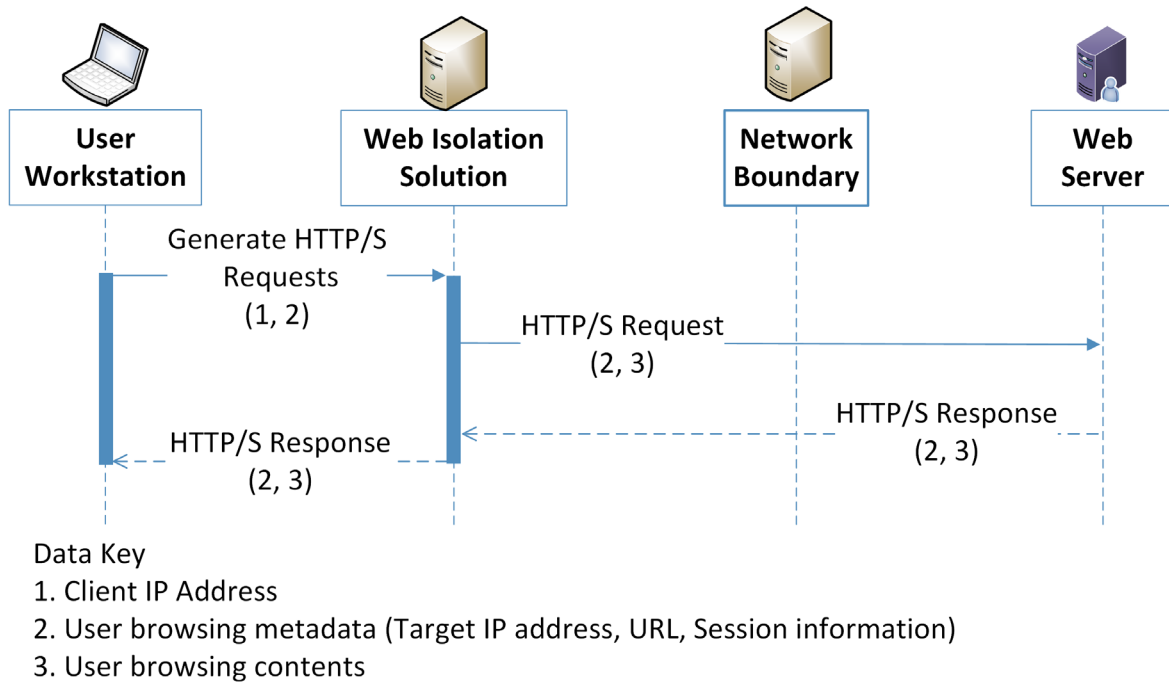 User
Workstation
Web Isolation
Solution
Network
Boundary
Web
Server
Generate HTTP/S
Requests
(1, 2)
HTTP/S Request
(2, 3)
HTTP/S Response
(2, 3)
HTTP/S Response
(2, 3)
Data Key
1. Client IP Address
2. User browsing metadata (Target IP address, URL, Session information)
3. User browsing contents